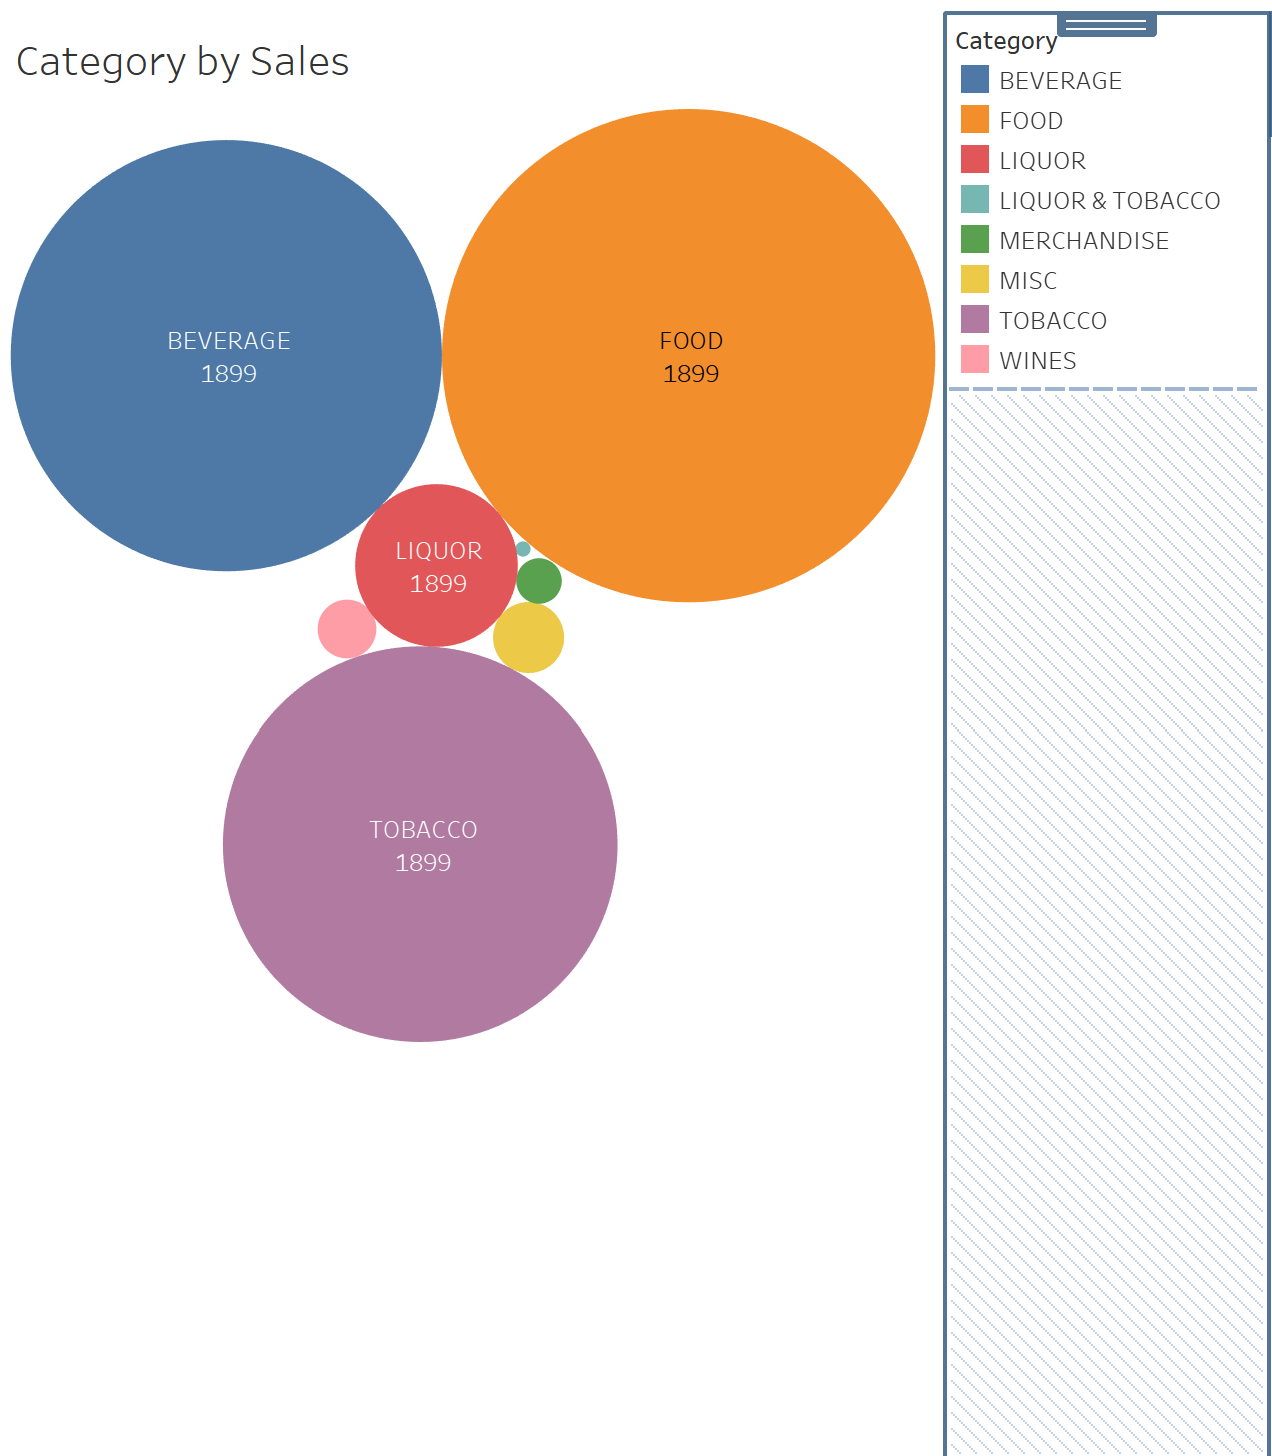 Category by Sales
Category
BEVERAGE
FOOD
LIQUOR
LIQUOR & TOBACCO
MERCHANDISE
MISC
TOBACCO
WINES
BEVERAGE
1899
FOOD
1899
LIQUOR
1899
TOBACCO
1899